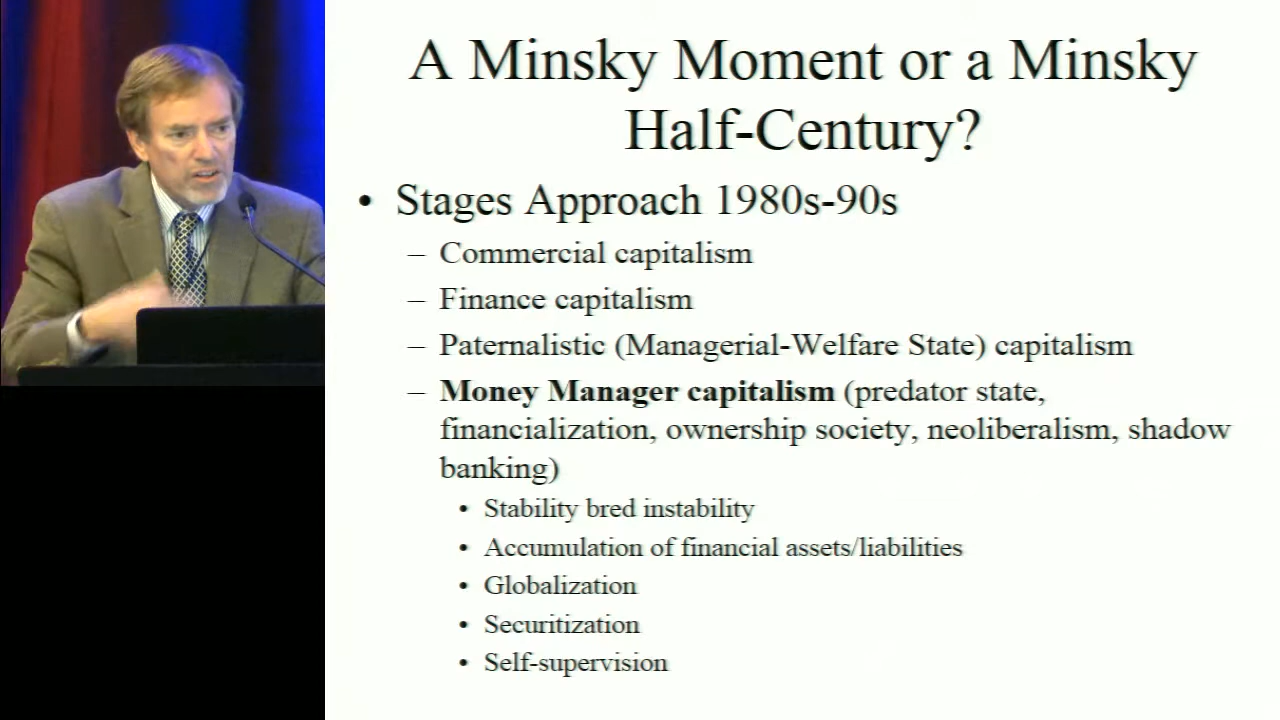 A Minsky Moment or a Minsky
Half-Century?
• Stages Approach 1980s-90s
– Commercial capitalism
– Finance capitalism
– Paternalistic (Managerial-Welfare State) capitalism
– Money Manager capitalism (predator state,
financialization, ownership society, neoliberalism, shadow
banking)
• Stability bred instability
• Accumulation of financial assets/liabilities
• Globalization
• Securitization
• Self-supervision